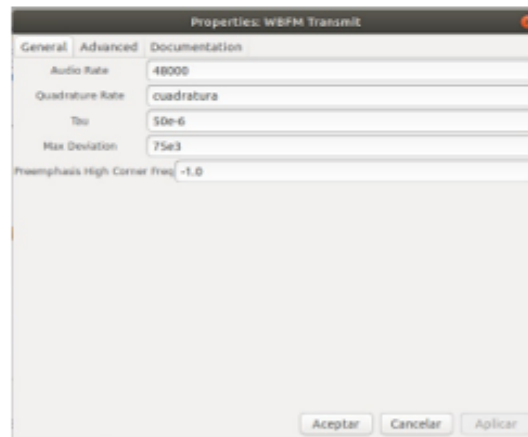 Properties: WBFM Transmit
General Advanced Documentation
Audio Rate 48000
Quadrature Rate cuadratura
Tau 50e-6
Max Deviation 75e3
Preemphasis High Corner Freq -1.0
Aceptar Cancelar Aplicar